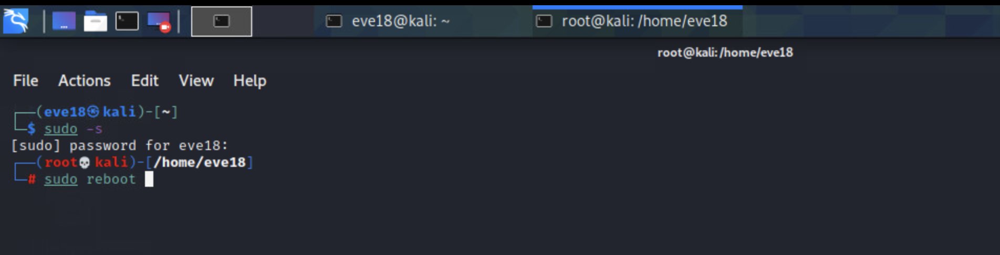 eve18@kali: ~ root@kali: /home/eve18
root@kali: /home/eve18
File Actions Edit View Help
┌──(eve18㉿kali)-[~]
└─$ sudo -s
[sudo] password for eve18:
┌──(root💀kali)-[/home/eve18]
└─# sudo reboot